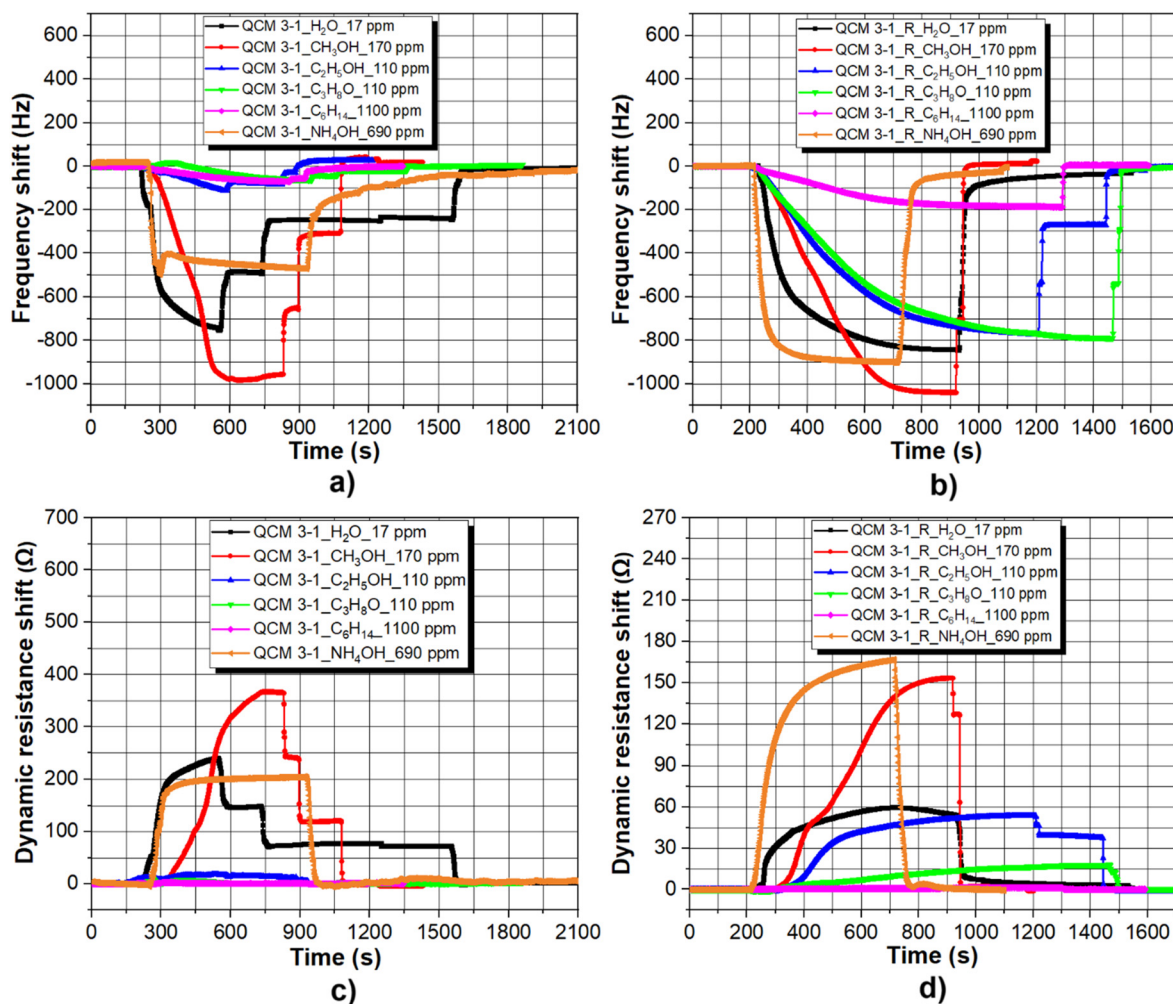 QCM 3-1_H₂O_17 ppm
QCM 3-1_CH₃OH_170 ppm
QCM 3-1_C₂H₅OH_110 ppm
QCM 3-1_C₃H₈O_110 ppm
QCM 3-1_C₆H₁₄_1100 ppm
QCM 3-1_NH₄OH_690 ppm
Frequency shift (Hz)
600
400
200
0
-200
-400
-600
-800
-1000
0 300 600 900 1200 1500 1800 2100
Time (s)
a)
QCM 3-1_R_H₂O_17 ppm
QCM 3-1_R_CH₃OH_170 ppm
QCM 3-1_R_C₂H₅OH_110 ppm
QCM 3-1_R_C₃H₈O_110 ppm
QCM 3-1_R_C₆H₁₄_1100 ppm
QCM 3-1_R_NH₄OH_690 ppm
Frequency shift (Hz)
600
400
200
0
-200
-400
-600
-800
-1000
0 200 400 600 800 1000 1200 1400 1600
Time (s)
b)
QCM 3-1_H₂O_17 ppm
QCM 3-1_CH₃OH_170 ppm
QCM 3-1_C₂H₅OH_110 ppm
QCM 3-1_C₃H₈O_110 ppm
QCM 3-1_C₆H₁₄_1100 ppm
QCM 3-1_NH₄OH_690 ppm
Dynamic resistance shift (Ω)
700
600
500
400
300
200
100
0
0 300 600 900 1200 1500 1800 2100
Time (s)
c)
QCM 3-1_R_H₂O_17 ppm
QCM 3-1_R_CH₃OH_170 ppm
QCM 3-1_R_C₂H₅OH_110 ppm
QCM 3-1_R_C₃H₈O_110 ppm
QCM 3-1_R_C₆H₁₄_1100 ppm
QCM 3-1_R_NH₄OH_690 ppm
Dynamic resistance shift (Ω)
270
240
210
180
150
120
90
60
30
0
0 200 400 600 800 1000 1200 1400 1600
Time (s)
d)